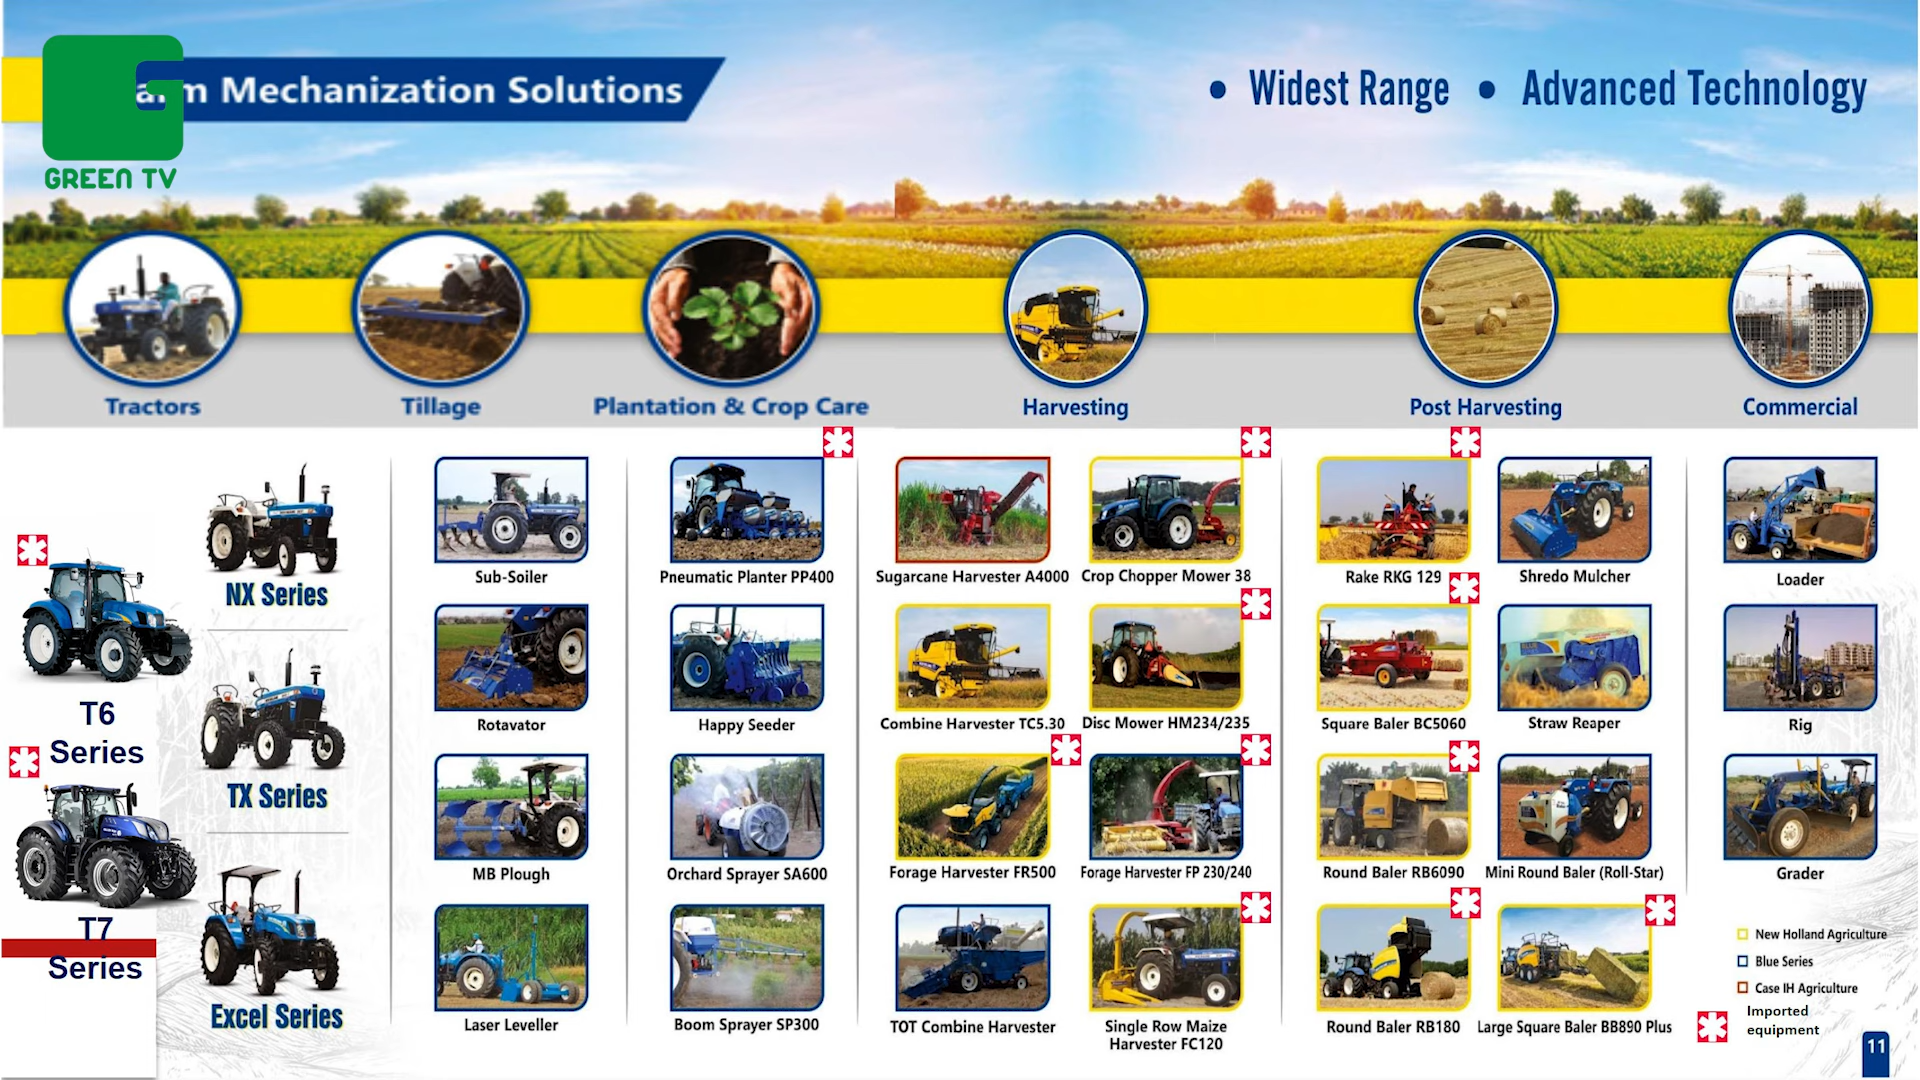 arm Mechanization Solutions
• Widest Range • Advanced Technology
GREEN TV
Tractors
Tillage
Plantation & Crop Care
Harvesting
Post Harvesting
Commercial
T6
Series
T7
Series
NX Series
TX Series
Excel Series
Sub-Soiler
Rotavator
MB Plough
Laser Leveller
Pneumatic Planter PP400
Happy Seeder
Orchard Sprayer SA600
Boom Sprayer SP300
Sugarcane Harvester A4000
Crop Chopper Mower 38
Combine Harvester TC5.30
Disc Mower HM234/235
Forage Harvester FR500
Forage Harvester FP 230/240
TOT Combine Harvester
Single Row Maize
Harvester FC120
Rake RKG 129
Shredo Mulcher
Square Baler BC5060
Straw Reaper
Round Baler RB6090
Mini Round Baler (Roll-Star)
Round Baler RB180
Large Square Baler BB890 Plus
Loader
Rig
Grader
New Holland Agriculture
Blue Series
Case IH Agriculture
Imported
equipment
11